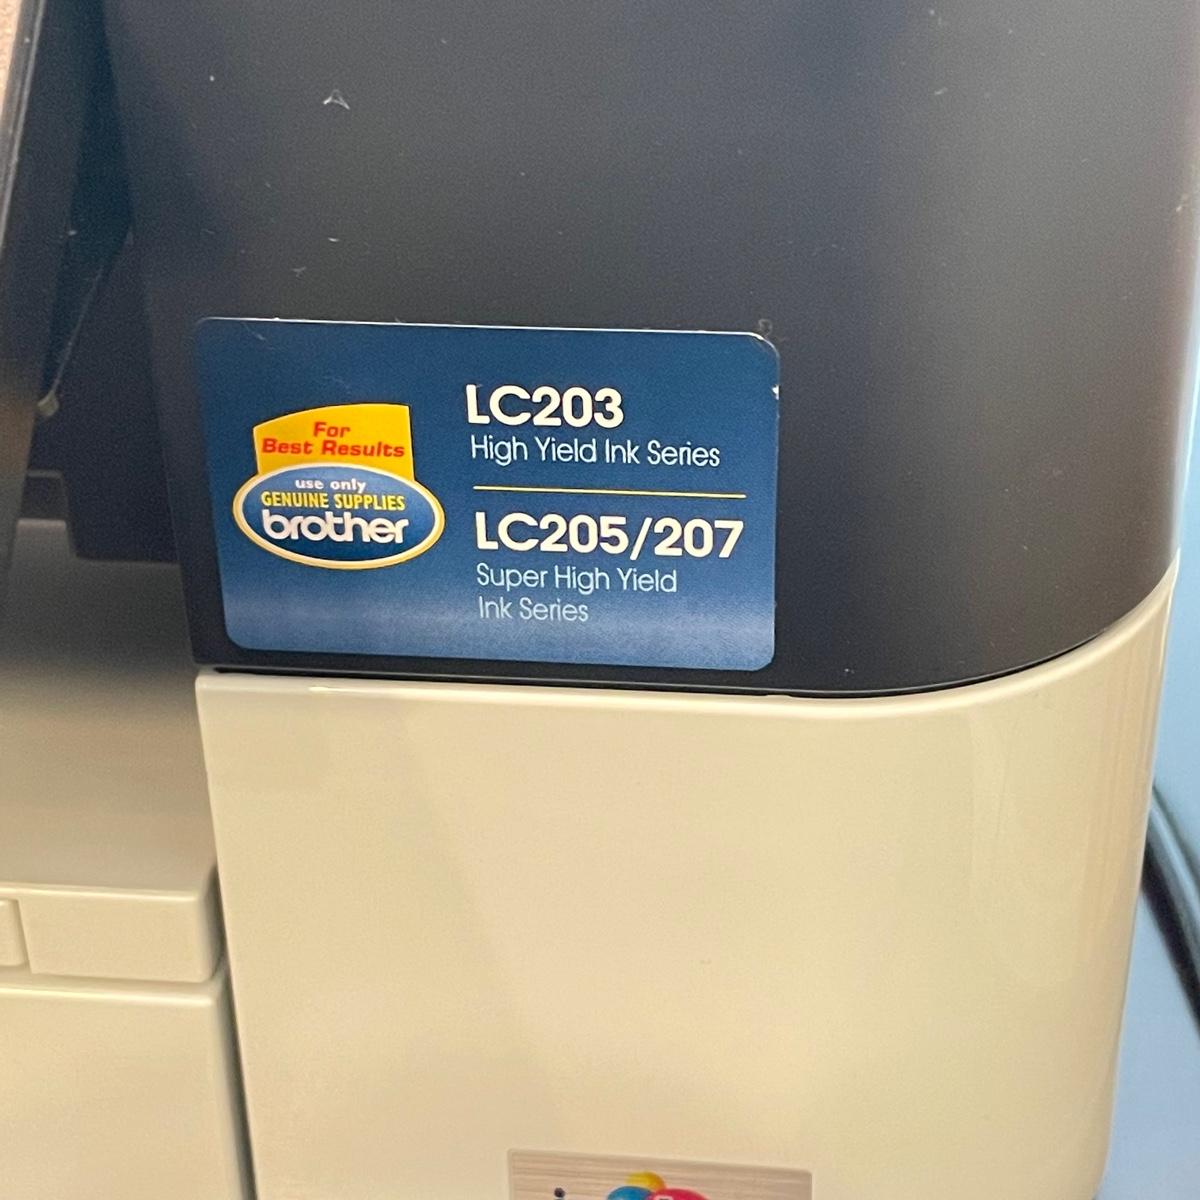 For
Best Results
use only
GENUINE SUPPLIES
brother
LC203
High Yield Ink Series
LC205/207
Super High Yield
Ink Series